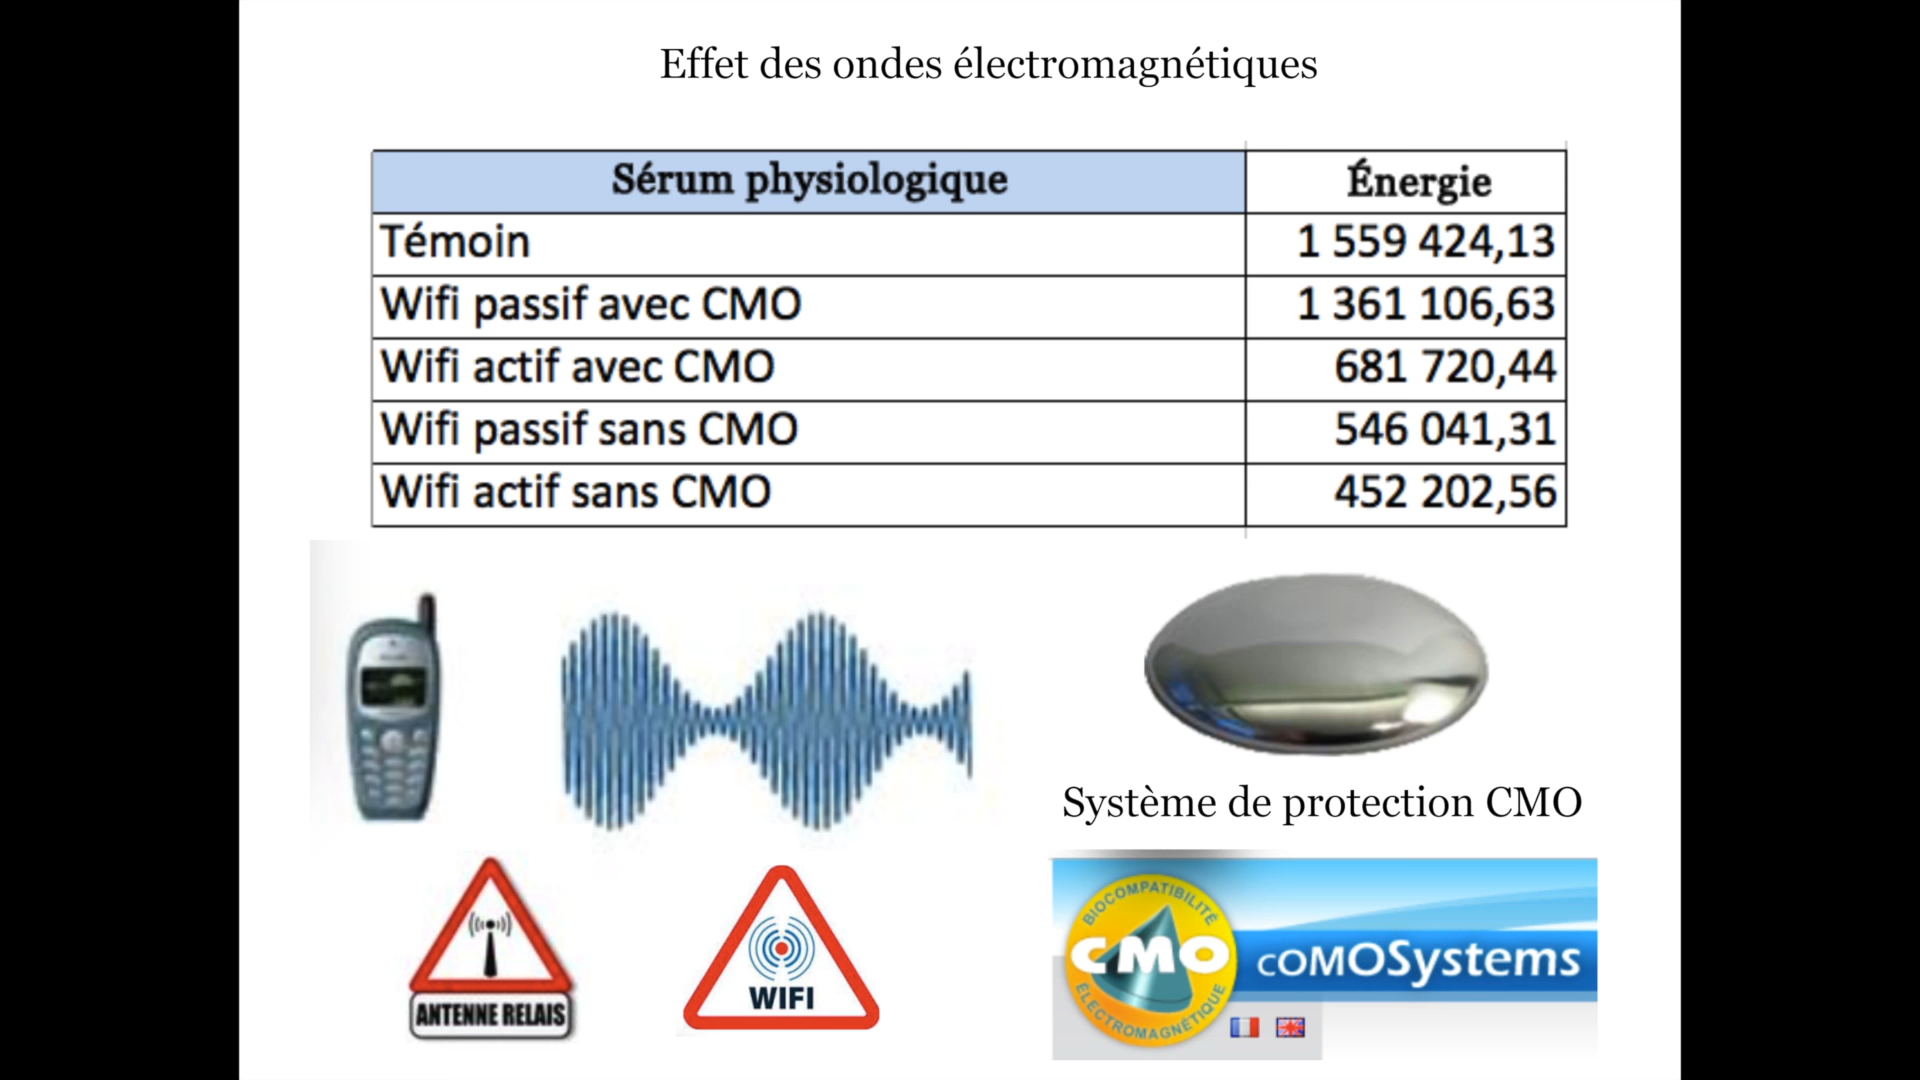 Effet des ondes électromagnétiques
Sérum physiologique Énergie
Témoin 1 559 424,13
Wifi passif avec CMO 1 361 106,63
Wifi actif avec CMO 681 720,44
Wifi passif sans CMO 546 041,31
Wifi actif sans CMO 452 202,56
Système de protection CMO
ANTENNE RELAIS
WIFI
BIOCOMPATIBILITÉ
CMO
ÉLECTROMAGNÉTIQUE
coMOSystems